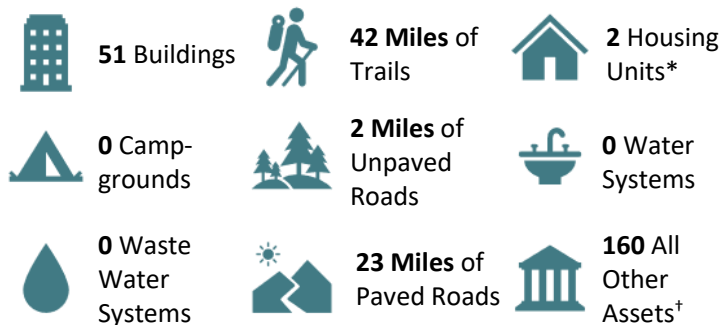 51 Buildings
42 Miles of
Trails
2 Housing
Units*
0 Camp-
grounds
2 Miles of
Unpaved
Roads
0 Water
Systems
0 Waste
Water
Systems
23 Miles of
Paved Roads
160 All
Other
Assets†